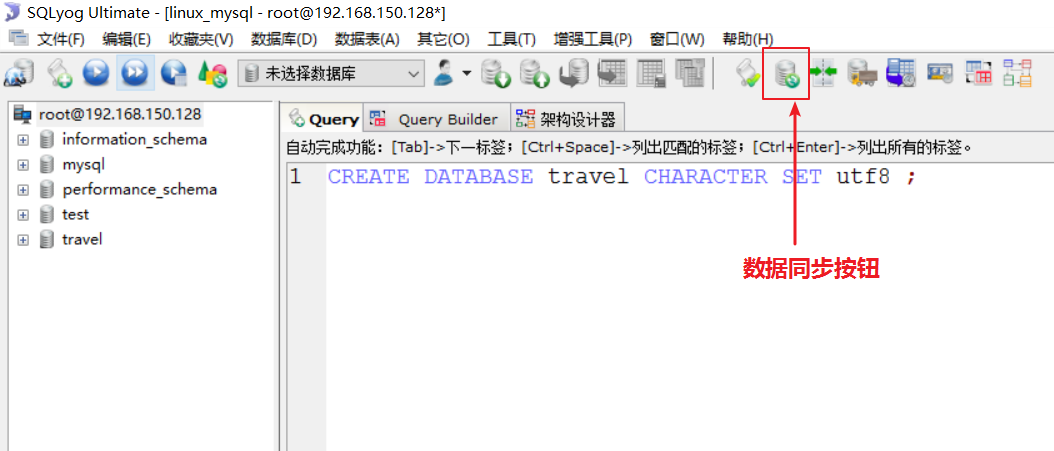 SQLyog Ultimate - [linux_mysql - root@192.168.150.128*]
文件(F) 编辑(E) 收藏夹(V) 数据库(D) 数据表(A) 其它(O) 工具(T) 增强工具(P) 窗口(W) 帮助(H)
未选择数据库
root@192.168.150.128
information_schema
mysql
performance_schema
test
travel
Query Query Builder 架构设计器
自动完成功能: [Tab]->下一标签; [Ctrl+Space]->列出匹配的标签; [Ctrl+Enter]->列出所有的标签。
1 CREATE DATABASE travel CHARACTER SET utf8 ;
数据同步按钮